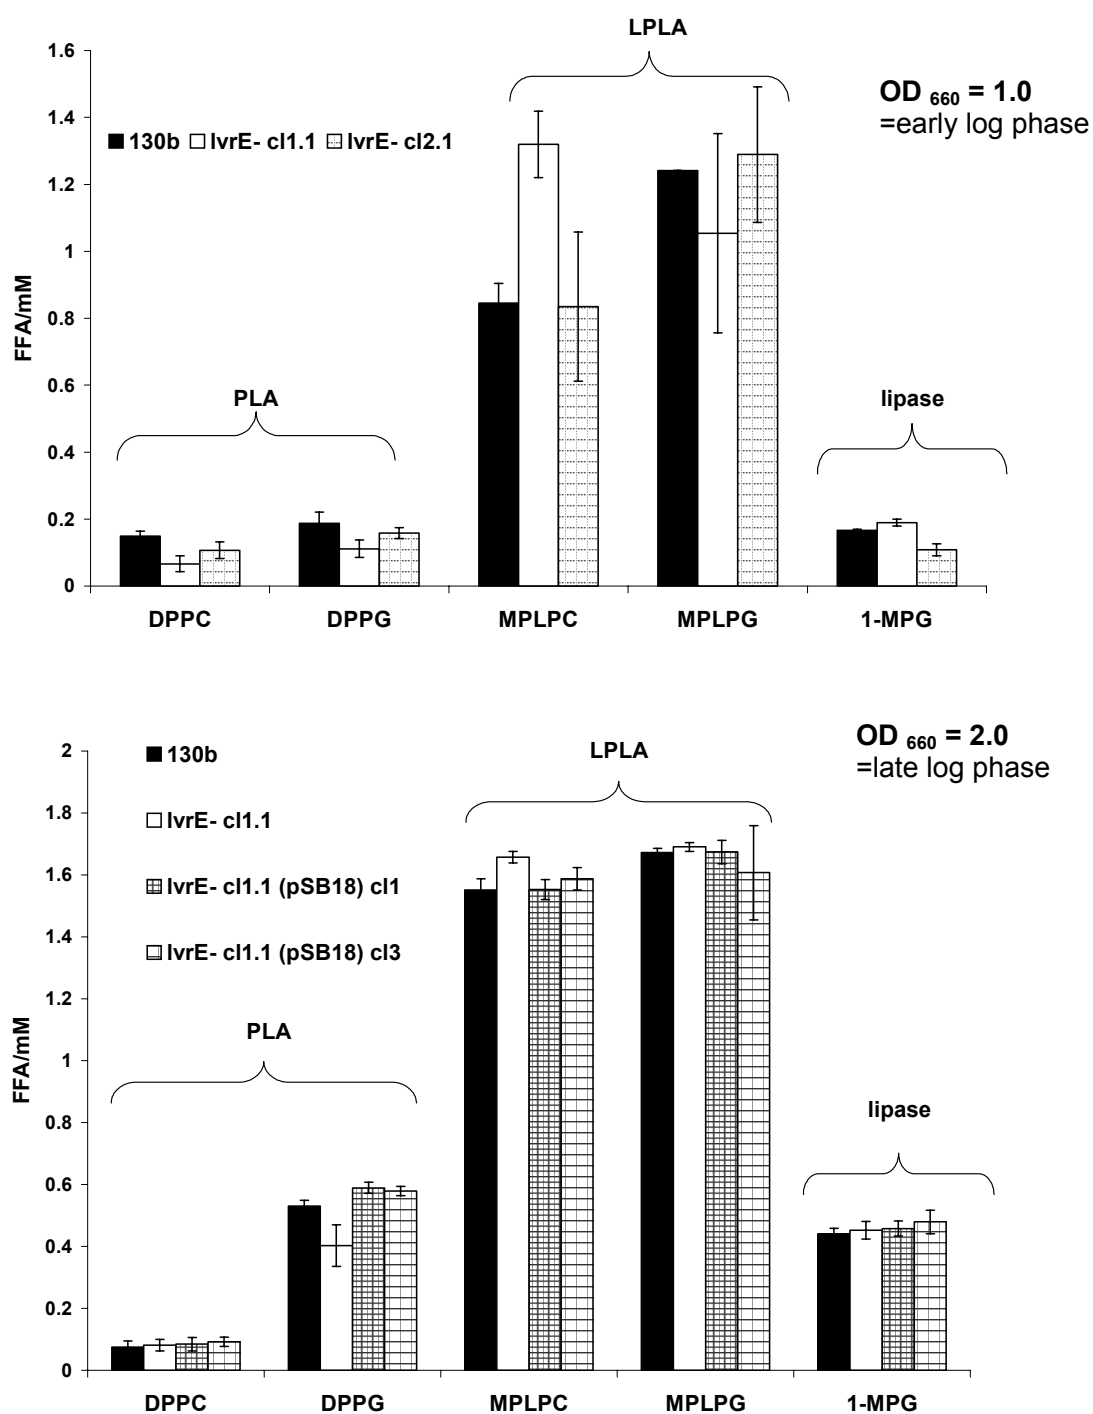 LPLA
1.6
OD 660 = 1.0
=early log phase
1.4
130b lvrE- cl1.1 lvrE- cl2.1
1.2
1
FFA/mM
0.8
0.6
PLA
lipase
0.4
0.2
0
DPPC DPPG MPLPC MPLPG 1-MPG
OD 660 = 2.0
=late log phase
2
130b
LPLA
1.8
lvrE- cl1.1
1.6
lvrE- cl1.1 (pSB18) cl1
1.4
lvrE- cl1.1 (pSB18) cl3
1.2
PLA
1
FFA/mM
0.8
lipase
0.6
0.4
0.2
0
DPPC DPPG MPLPC MPLPG 1-MPG